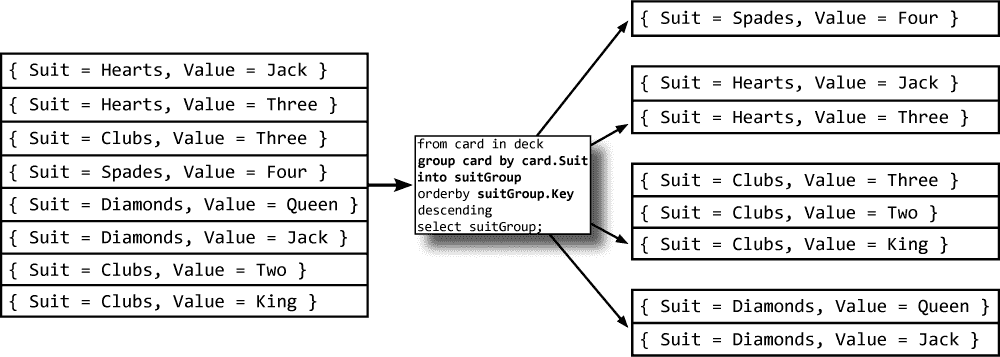 { Suit = Hearts, Value = Jack }
{ Suit = Hearts, Value = Three }
{ Suit = Clubs, Value = Three }
{ Suit = Spades, Value = Four }
{ Suit = Diamonds, Value = Queen }
{ Suit = Diamonds, Value = Jack }
{ Suit = Clubs, Value = Two }
{ Suit = Clubs, Value = King }
from card in deck
group card by card.Suit
into suitGroup
orderby suitGroup.Key
descending
select suitGroup;
{ Suit = Spades, Value = Four }
{ Suit = Hearts, Value = Jack }
{ Suit = Hearts, Value = Three }
{ Suit = Clubs, Value = Three }
{ Suit = Clubs, Value = Two }
{ Suit = Clubs, Value = King }
{ Suit = Diamonds, Value = Queen }
{ Suit = Diamonds, Value = Jack }